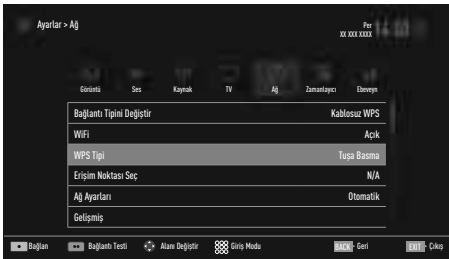 Ayarlar > Ağ
Per
XX XXX XXXX
Görüntü Ses Kaynak TV Ağ Zamanlayıcı Ebeveyn
Bağlantı Tipini Değiştir Kablosuz WPS
WiFi Açık
WPS Tipi Tuşa Basma
Erişim Noktası Seç N/A
Ağ Ayarları Otomatik
Gelişmiş
Bağlan Bağlantı Testi Alanı Değiştir Giriş Modu BACK - Geri EXIT - Çıkış